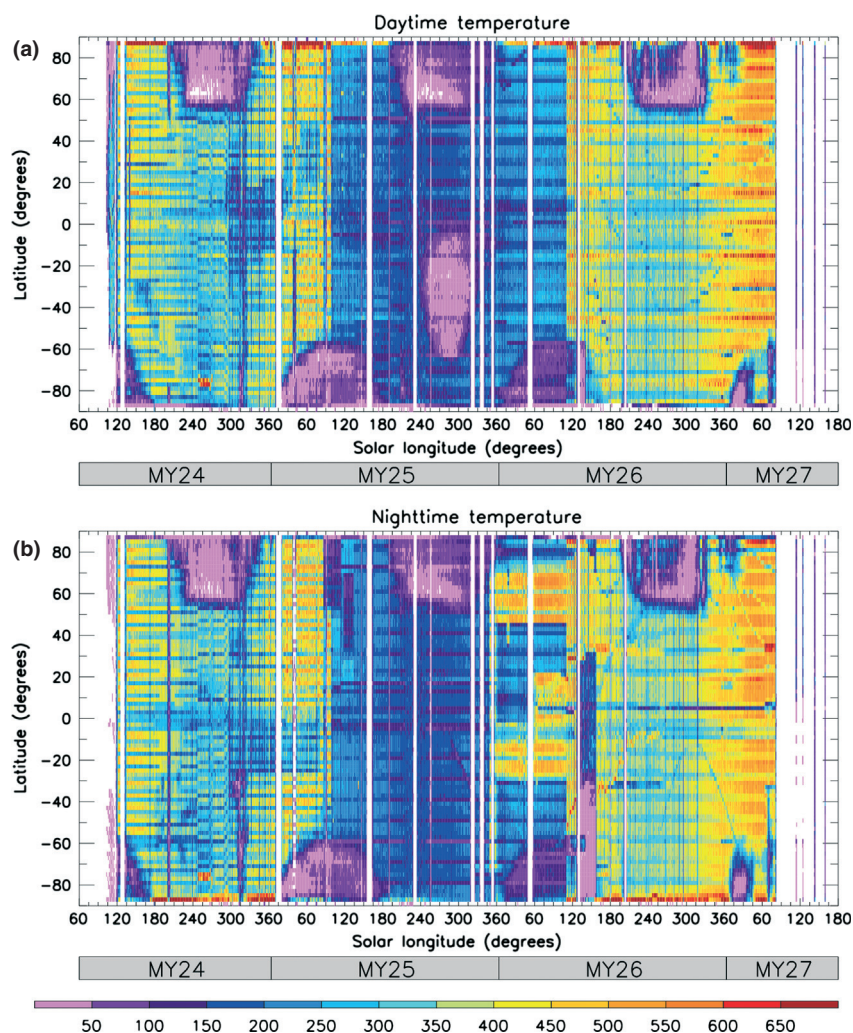 Daytime temperature
(a)
80
60
40
20
0
−20
−40
−60
−80
Latitude (degrees)
60 120 180 240 300 360 60 120 180 240 300 360 60 120 180 240 300 360 60 120 180
Solar longitude (degrees)
MY24 MY25 MY26 MY27
Nighttime temperature
(b)
80
60
40
20
0
−20
−40
−60
−80
Latitude (degrees)
60 120 180 240 300 360 60 120 180 240 300 360 60 120 180 240 300 360 60 120 180
Solar longitude (degrees)
MY24 MY25 MY26 MY27
50 100 150 200 250 300 350 400 450 500 550 600 650